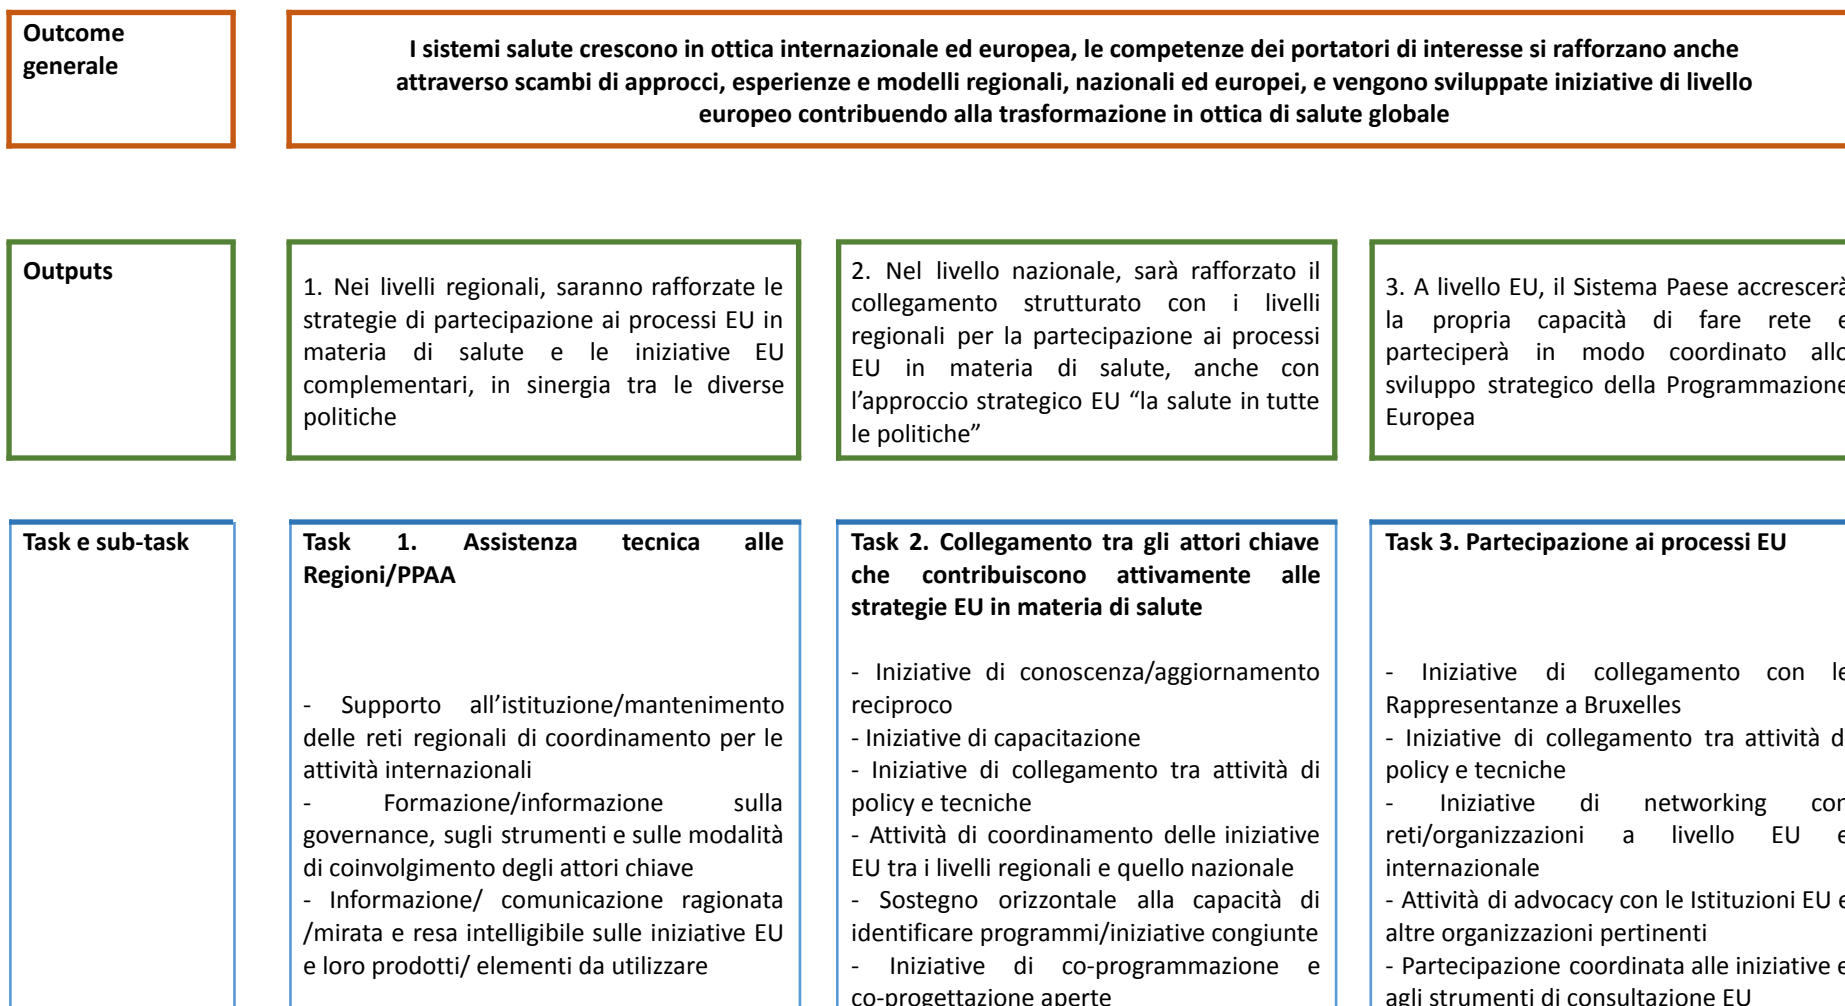 Outcome
generale
I sistemi salute crescono in ottica internazionale ed europea, le competenze dei portatori di interesse si rafforzano anche
attraverso scambi di approcci, esperienze e modelli regionali, nazionali ed europei, e vengono sviluppate iniziative di livello
europeo contribuendo alla trasformazione in ottica di salute globale
Outputs
1. Nei livelli regionali, saranno rafforzate le
strategie di partecipazione ai processi EU in
materia di salute e le iniziative EU
complementari, in sinergia tra le diverse
politiche
2. Nel livello nazionale, sarà rafforzato il
collegamento strutturato con i livelli
regionali per la partecipazione ai processi
EU in materia di salute, anche con
l’approccio strategico EU “la salute in tutte
le politiche”
3. A livello EU, il Sistema Paese accrescerà
la propria capacità di fare rete e
parteciperà in modo coordinato allo
sviluppo strategico della Programmazione
Europea
Task e sub-task
Task 1. Assistenza tecnica alle
Regioni/PPAA
- Supporto all’istituzione/mantenimento
delle reti regionali di coordinamento per le
attività internazionali
- Formazione/informazione sulla
governance, sugli strumenti e sulle modalità
di coinvolgimento degli attori chiave
- Informazione/ comunicazione ragionata
/mirata e resa intelligibile sulle iniziative EU
e loro prodotti/ elementi da utilizzare
Task 2. Collegamento tra gli attori chiave
che contribuiscono attivamente alle
strategie EU in materia di salute
- Iniziative di conoscenza/aggiornamento
reciproco
- Iniziative di capacitazione
- Iniziative di collegamento tra attività di
policy e tecniche
- Attività di coordinamento delle iniziative
EU tra i livelli regionali e quello nazionale
- Sostegno orizzontale alla capacità di
identificare programmi/iniziative congiunte
- Iniziative di co-programmazione e
co-progettazione aperte
Task 3. Partecipazione ai processi EU
- Iniziative di collegamento con le
Rappresentanze a Bruxelles
- Iniziative di collegamento tra attività di
policy e tecniche
- Iniziative di networking con
reti/organizzazioni a livello EU e
internazionale
- Attività di advocacy con le Istituzioni EU e
altre organizzazioni pertinenti
- Partecipazione coordinata alle iniziative e
agli strumenti di consultazione EU